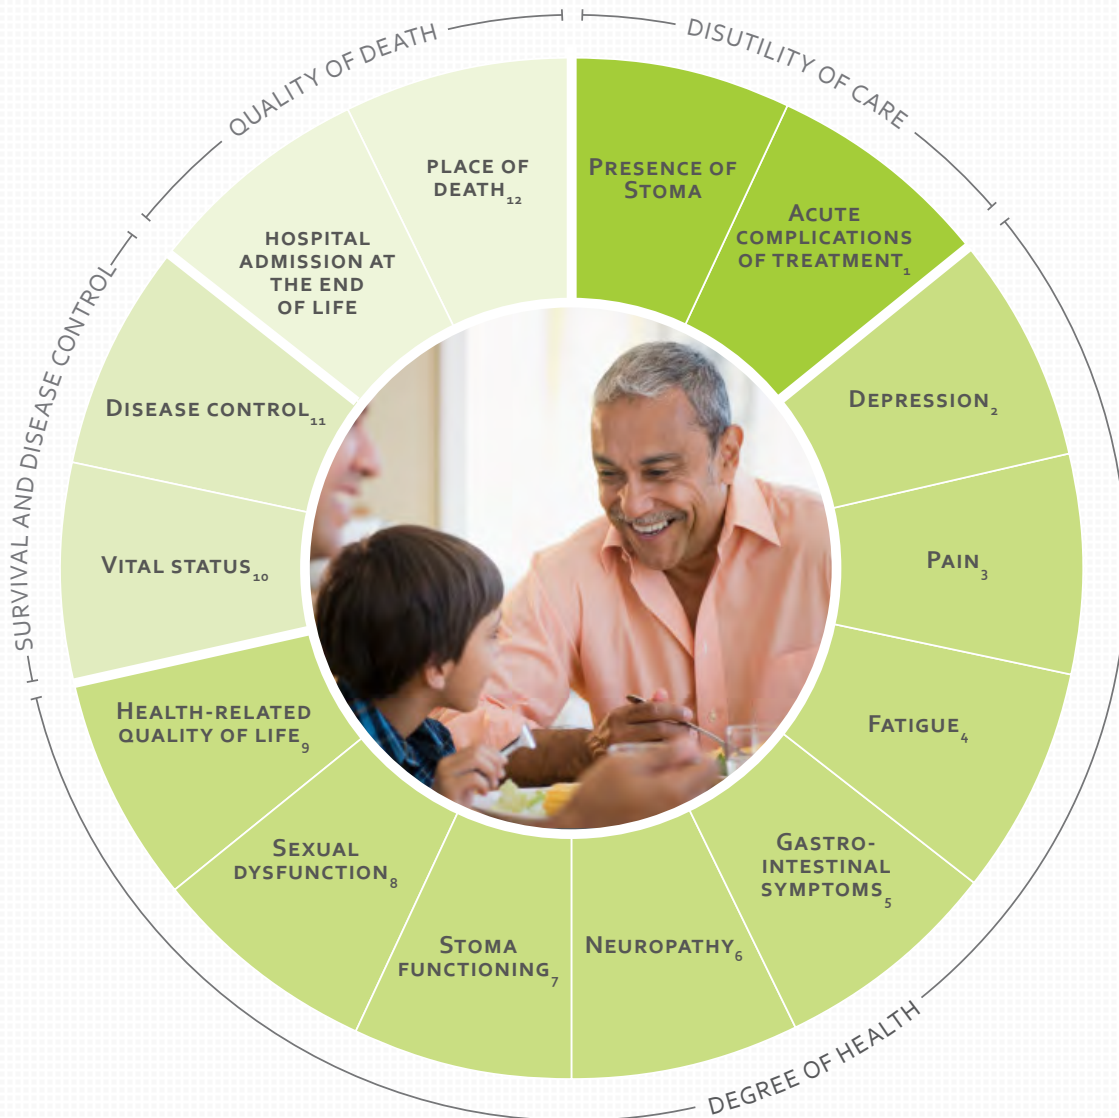 QUALITY OF DEATH
DISUTILITY OF CARE
SURVIVAL AND DISEASE CONTROL
DEGREE OF HEALTH
PRESENCE OF
STOMA
ACUTE
COMPLICATIONS
OF TREATMENT1
DEPRESSION2
PAIN3
FATIGUE4
GASTRO-
INTESTINAL
SYMPTOMS5
NEUROPATHY6
STOMA
FUNCTIONING7
SEXUAL
DYSFUNCTION8
HEALTH-RELATED
QUALITY OF LIFE9
VITAL STATUS10
DISEASE CONTROL11
HOSPITAL
ADMISSION AT
THE END
OF LIFE
PLACE OF
DEATH12